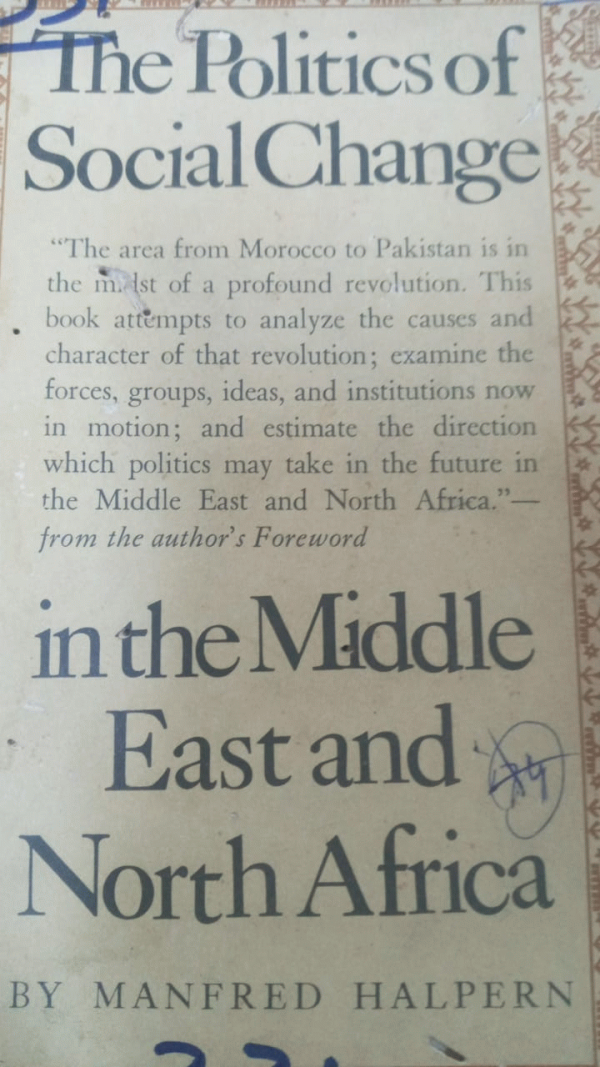 The Politics of
Social Change
“The area from Morocco to Pakistan is in
the midst of a profound revolution. This
book attempts to analyze the causes and
character of that revolution; examine the
forces, groups, ideas, and institutions now
in motion; and estimate the direction
which politics may take in the future in
the Middle East and North Africa.”—
from the author's Foreword
in the Middle
East and
North Africa
BY MANFRED HALPERN